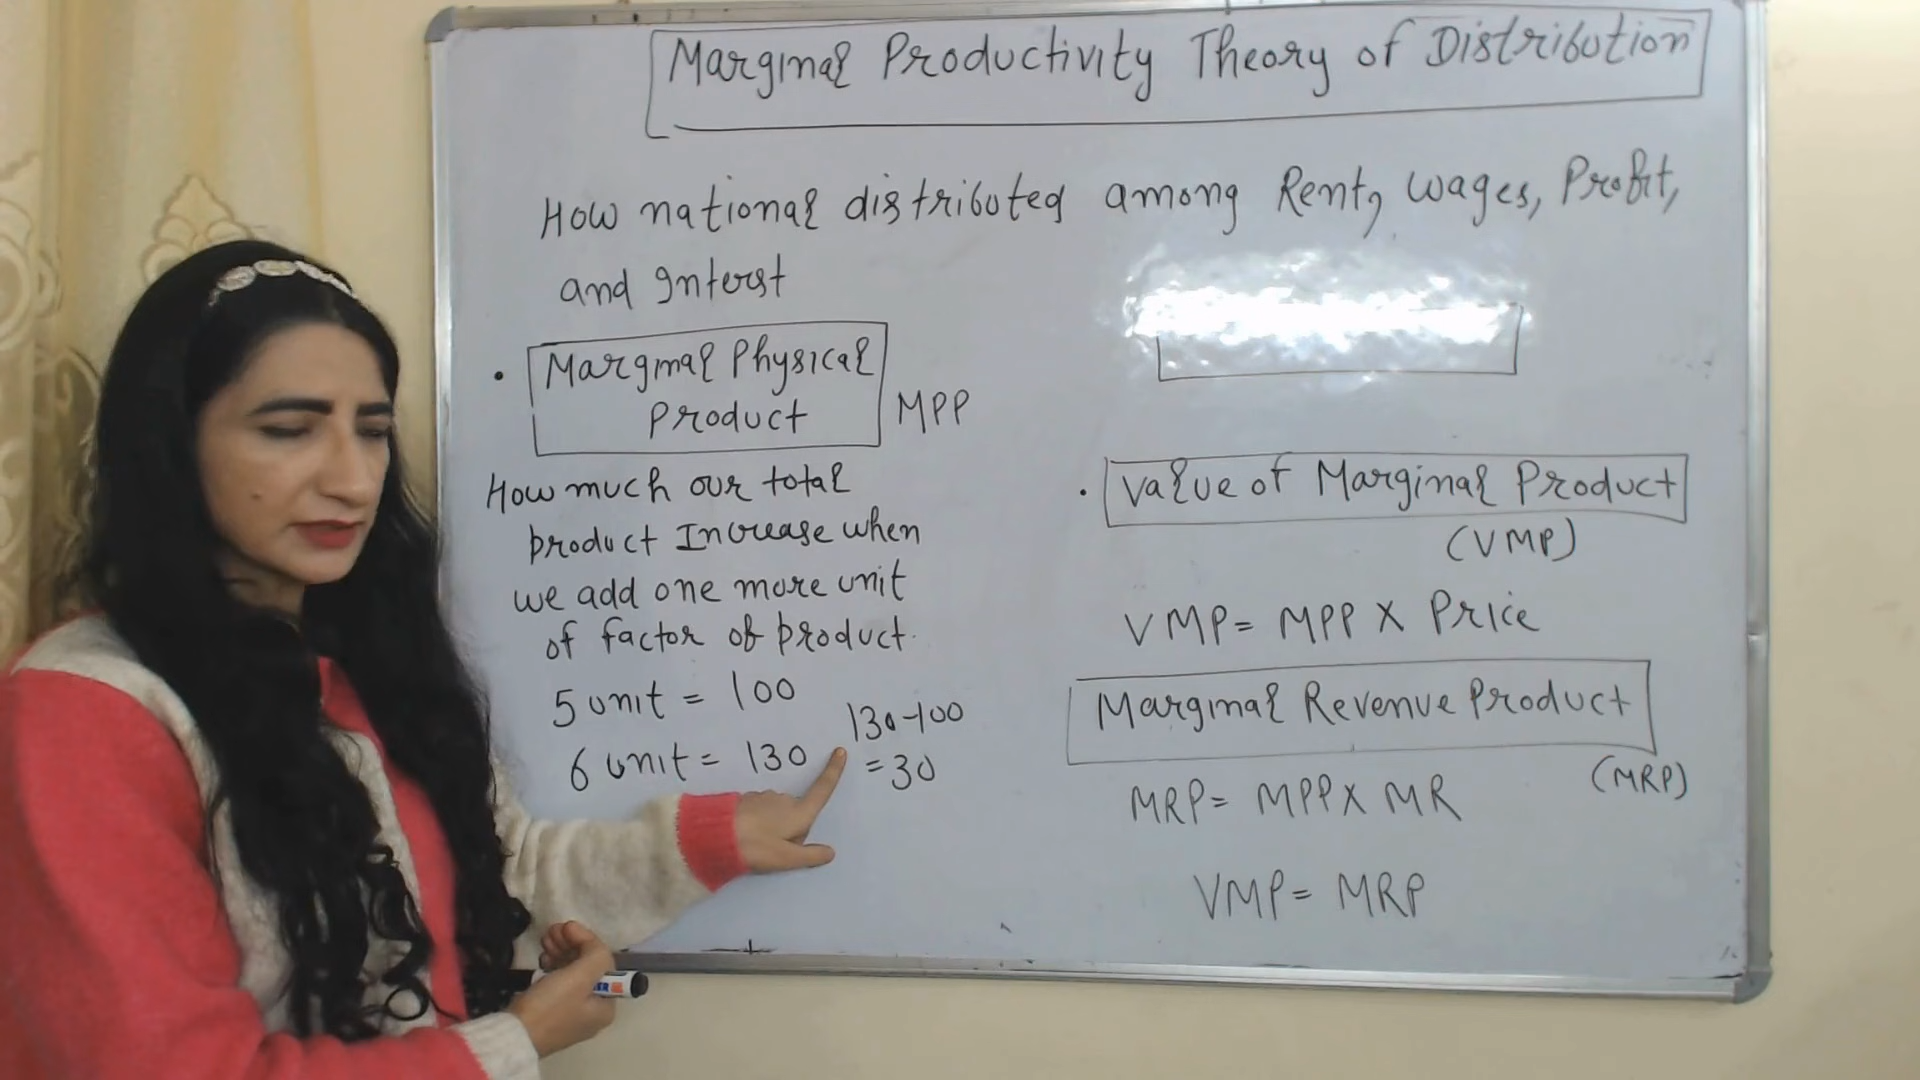 Marginal Productivity Theory of Distribution
How national distributed among Rent, Wages, Profit,
and Interst
• Marginal Physical
Product
MPP
How much our total
product Increase when
we add one more unit
of factor of product.
5 unit = 100
6 unit = 130
130-100
= 30
• Value of Marginal Product
(VMP)
VMP = MPP X Price
Marginal Revenue Product
(MRP)
MRP = MPP X MR
VMP = MRP